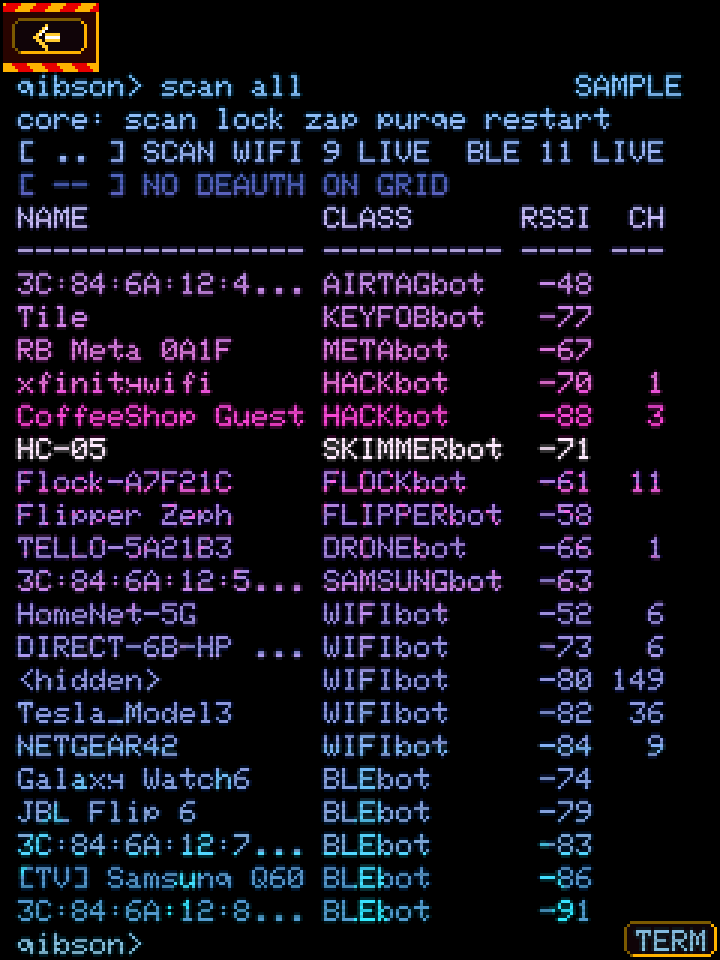 gibson> scan all SAMPLE
core: scan lock zap purge restart
[ .. ] SCAN WIFI 9 LIVE  BLE 11 LIVE
[ -- ] NO DEAUTH ON GRID
NAME CLASS RSSI CH
---------------- ---------- ---- ---
3C:84:6A:12:4... AIRTAGbot -48
Tile KEYFOBbot -77
RB Meta 0A1F METAbot -67
xfinitywifi HACKbot -70 1
CoffeeShop Guest HACKbot -88 3
HC-05 SKIMMERbot -71
Flock-A7F21C FLOCKbot -61 11
Flipper Zeph FLIPPERbot -58
TELLO-5A21B3 DRONEbot -66 1
3C:84:6A:12:5... SAMSUNGbot -63
HomeNet-5G WIFIbot -52 6
DIRECT-6B-HP ... WIFIbot -73 6
<hidden> WIFIbot -80 149
Tesla_Model3 WIFIbot -82 36
NETGEAR42 WIFIbot -84 9
Galaxy Watch6 BLEbot -74
JBL Flip 6 BLEbot -79
3C:84:6A:12:7... BLEbot -83
[TV] Samsung Q60 BLEbot -86
3C:84:6A:12:8... BLEbot -91
gibson>
TERM